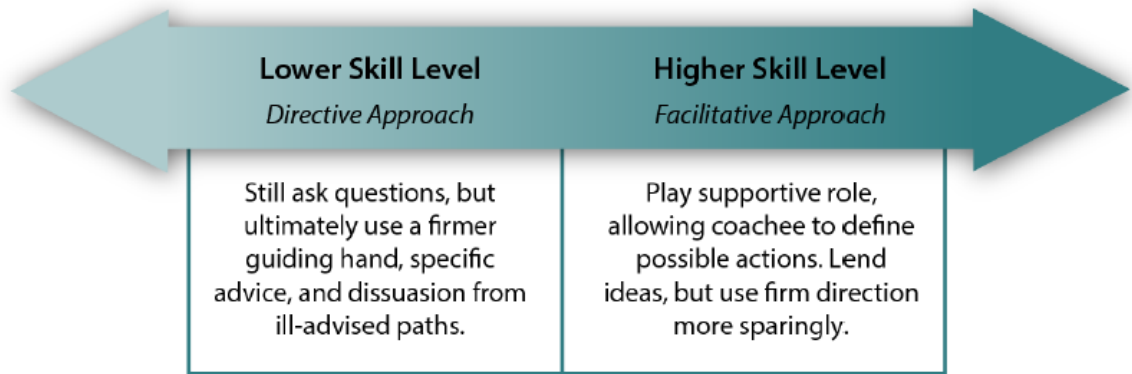 Lower Skill Level
Directive Approach
Higher Skill Level
Facilitative Approach
Still ask questions, but
ultimately use a firmer
guiding hand, specific
advice, and dissuasion from
ill-advised paths.
Play supportive role,
allowing coachee to define
possible actions. Lend
ideas, but use firm direction
more sparingly.